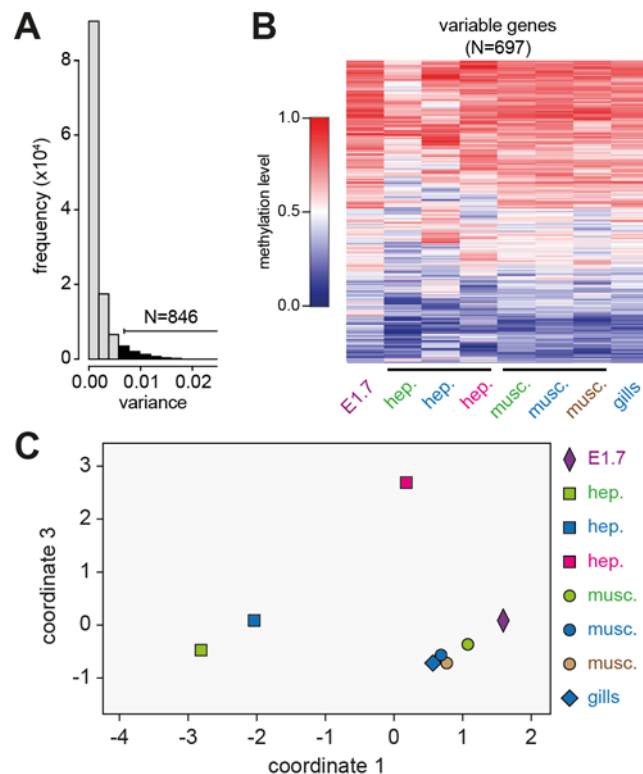 A
frequency (x10⁴)
8
6
4
2
0
N=846
0.00 0.01 0.02
variance
B
variable genes
(N=697)
methylation level
1.0
0.5
0.0
E1.7 hep. hep. hep. musc. musc. musc. gills
C
coordinate 3
3
2
1
0
-1
-4 -3 -2 -1 0 1 2
coordinate 1
E1.7
hep.
hep.
hep.
musc.
musc.
musc.
gills